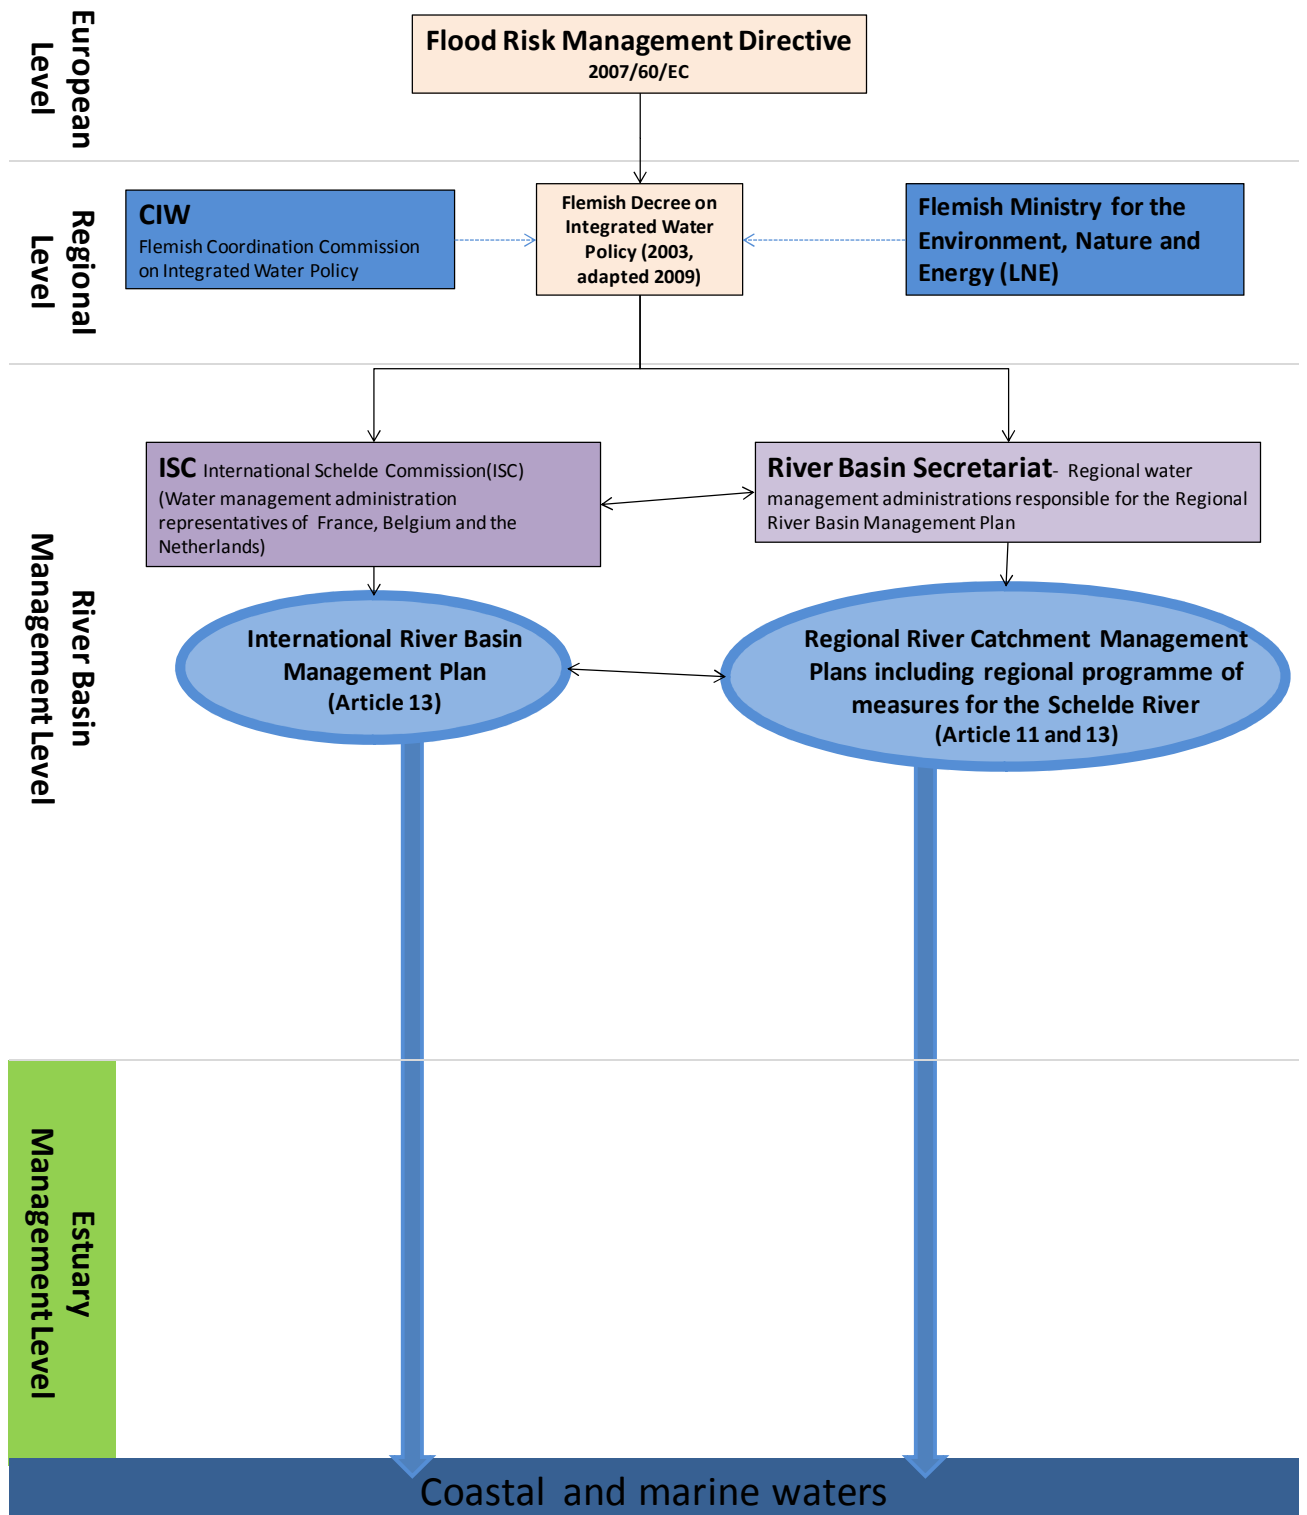 European
Level
Flood Risk Management Directive
2007/60/EC
Regional
Level
CIW
Flemish Coordination Commission
on Integrated Water Policy
Flemish Decree on
Integrated Water
Policy (2003,
adapted 2009)
Flemish Ministry for the
Environment, Nature and
Energy (LNE)
River Basin
Management Level
ISC International Schelde Commission(ISC)
(Water management administration
representatives of France, Belgium and the
Netherlands)
River Basin Secretariat- Regional water
management administrations responsible for the Regional
River Basin Management Plan
International River Basin
Management Plan
(Article 13)
Regional River Catchment Management
Plans including regional programme of
measures for the Schelde River
(Article 11 and 13)
Estuary
Management Level
Coastal and marine waters